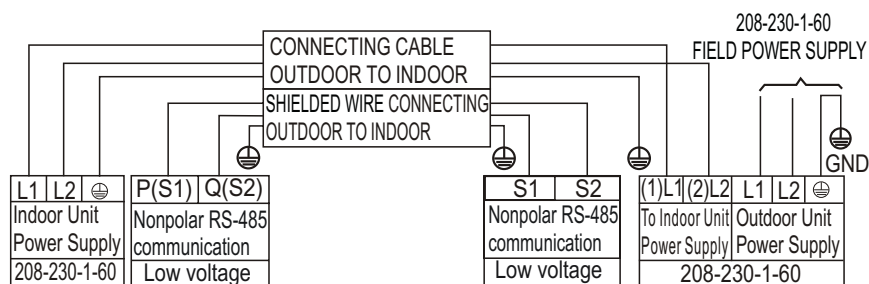 208-230-1-60
FIELD POWER SUPPLY
CONNECTING CABLE
OUTDOOR TO INDOOR
SHIELDED WIRE CONNECTING
OUTDOOR TO INDOOR
GND
L1 L2
Indoor Unit
Power Supply
208-230-1-60
P(S1) Q(S2)
Nonpolar RS-485
communication
Low voltage
S1 S2
Nonpolar RS-485
communication
Low voltage
(1)L1 (2)L2 L1 L2
To Indoor Unit
Power Supply
Outdoor Unit
Power Supply
208-230-1-60